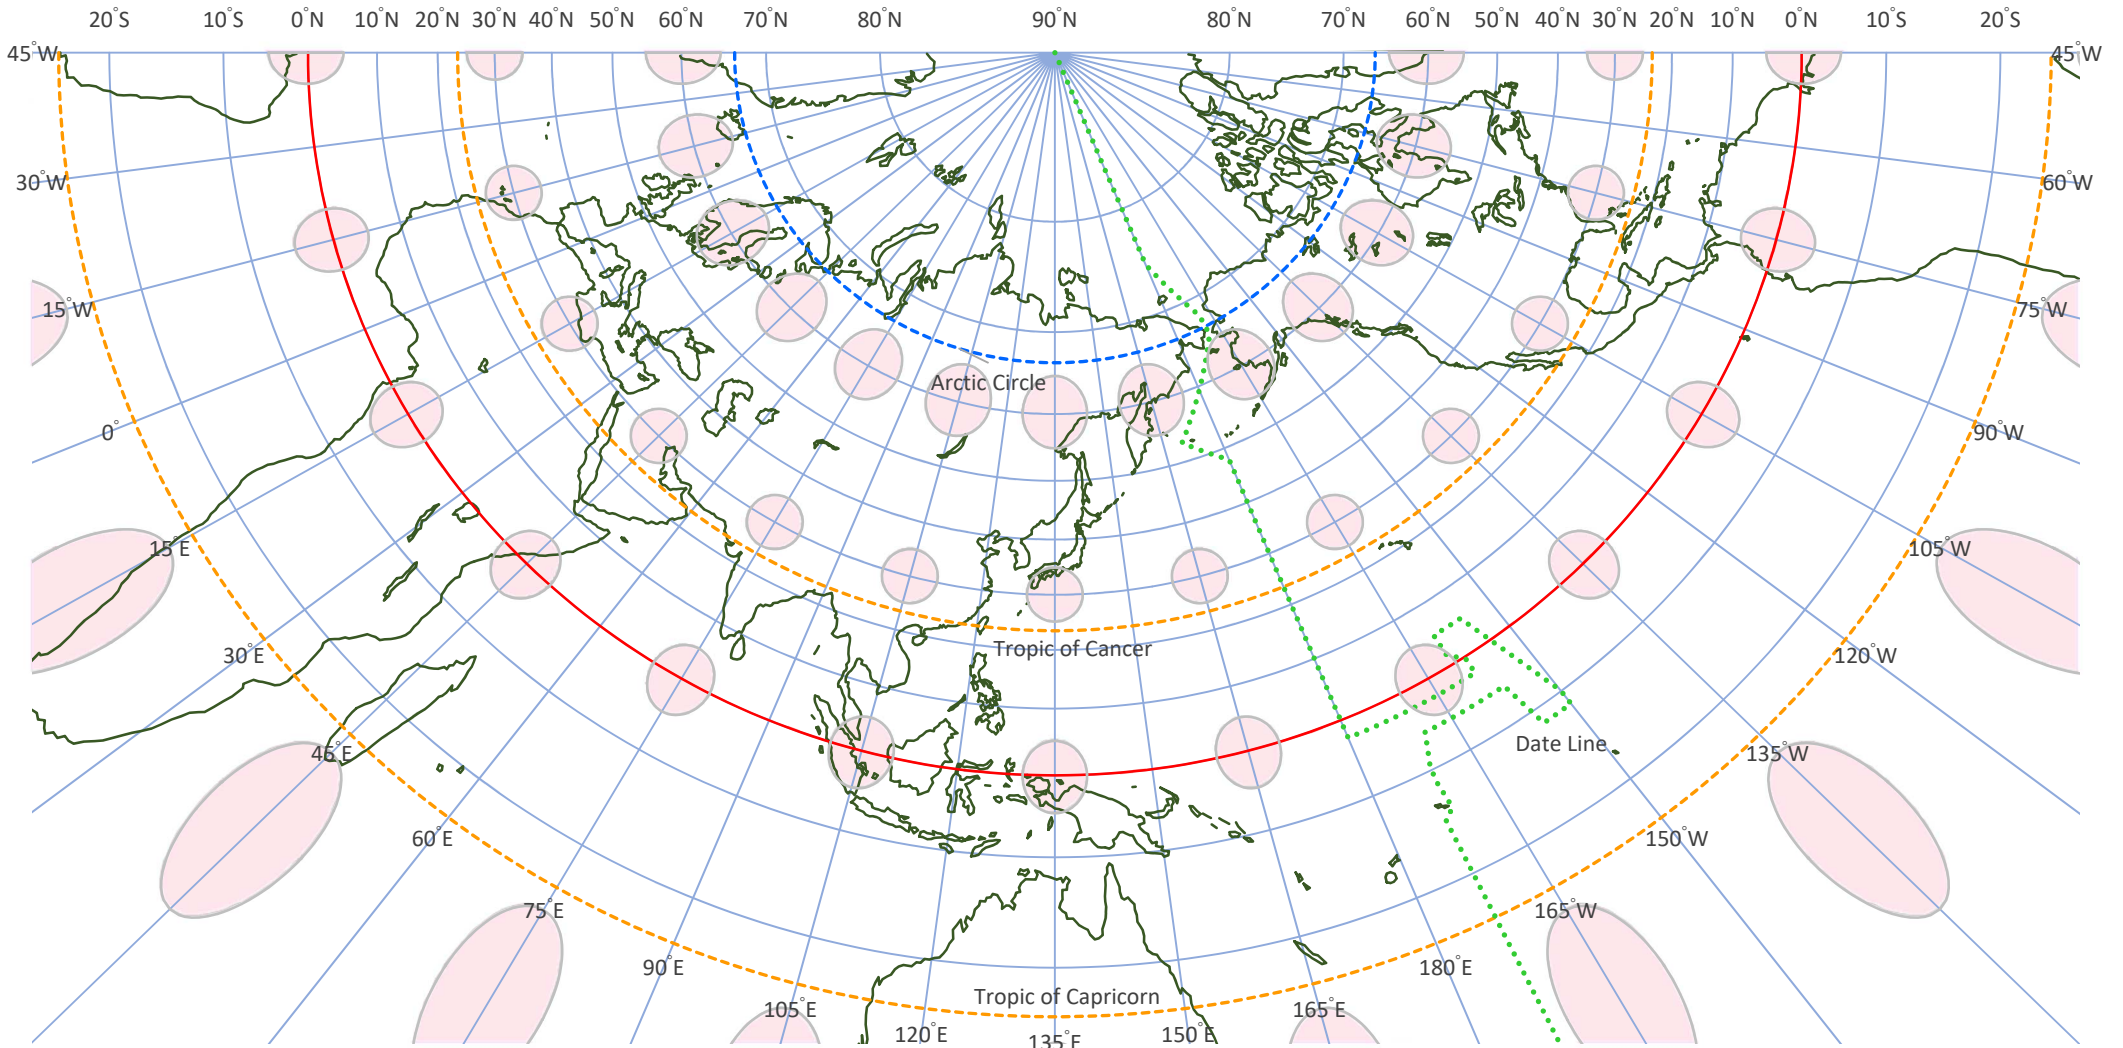 20°S 10°S 0°N 10°N 20°N 30°N 40°N 50°N 60°N 70°N 80°N 90°N 80°N 70°N 60°N 50°N 40°N 30°N 20°N 10°N 0°N 10°S 20°S
45°W 45°W
30°W 60°W
15°W 75°W
Arctic Circle
0° 90°W
15°E 105°W
Tropic of Cancer
30°E 120°W
Date Line
45°E 135°W
60°E 150°W
75°E 165°W
90°E 180°E
Tropic of Capricorn
105°E 165°E
120°E 135°E 150°E